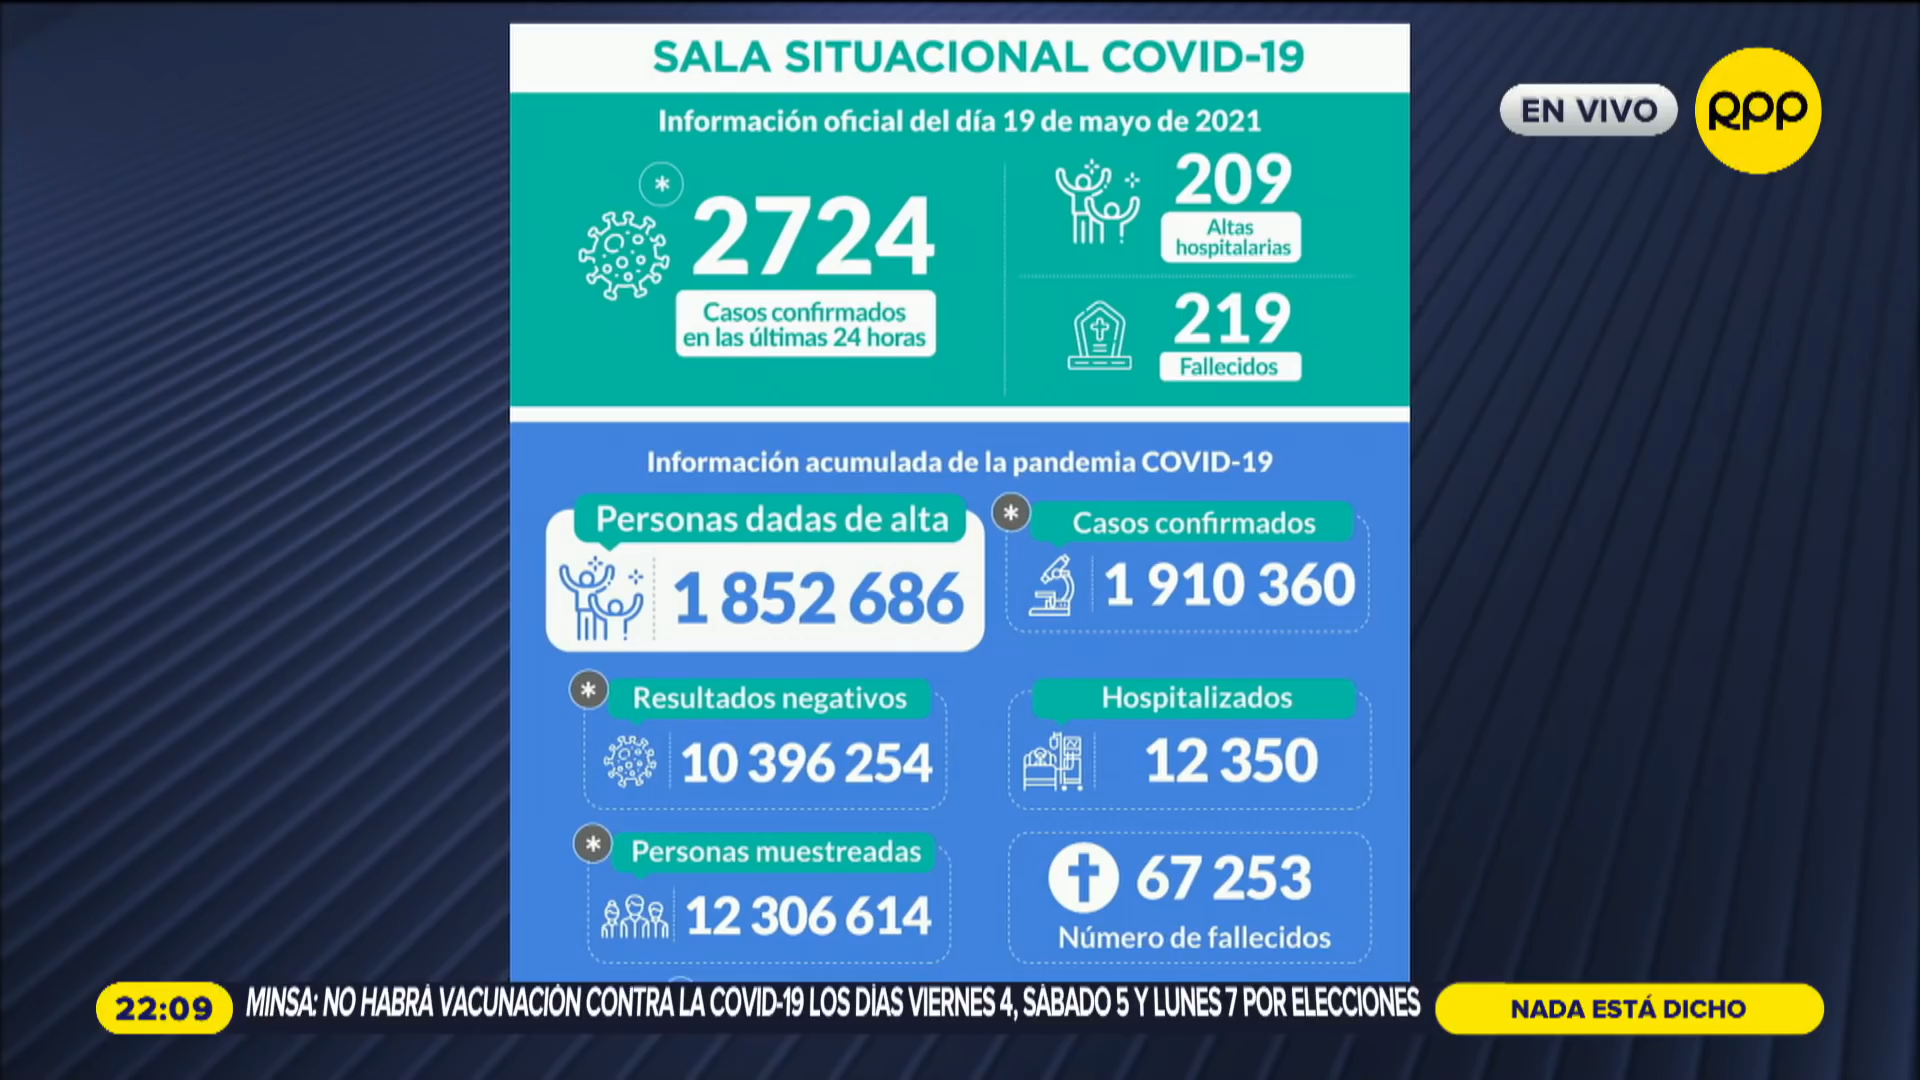 SALA SITUACIONAL COVID-19
Información oficial del día 19 de mayo de 2021
*
2724
Casos confirmados
en las últimas 24 horas
209
Altas
hospitalarias
219
Fallecidos
EN VIVO
rpp
Información acumulada de la pandemia COVID-19
Personas dadas de alta
1 852 686
*
Casos confirmados
1 910 360
*
Resultados negativos
10 396 254
Hospitalizados
12 350
*
Personas muestreadas
12 306 614
67 253
Número de fallecidos
22:09
MINSA: NO HABRÁ VACUNACIÓN CONTRA LA COVID-19 LOS DÍAS VIERNES 4, SÁBADO 5 Y LUNES 7 POR ELECCIONES
NADA ESTÁ DICHO